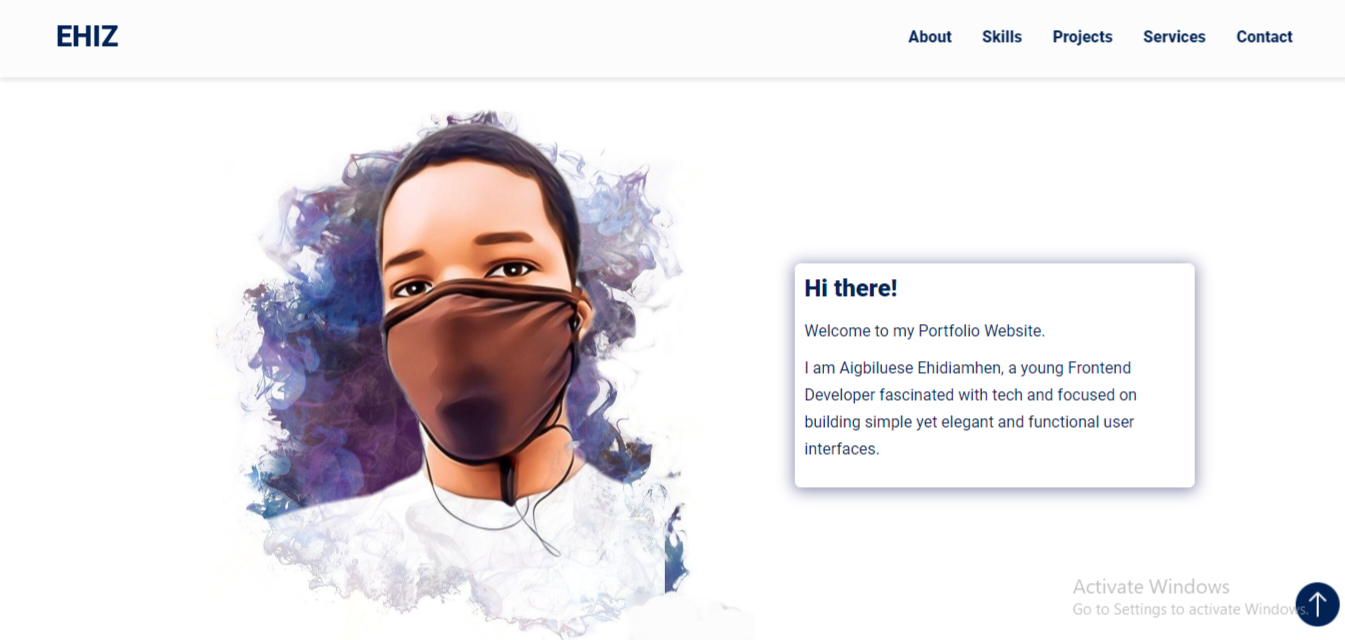 EHIZ
About Skills Projects Services Contact
Hi there!
Welcome to my Portfolio Website.
I am Aigbiluese Ehidiamhen, a young Frontend
Developer fascinated with tech and focused on
building simple yet elegant and functional user
interfaces.
Activate Windows
Go to Settings to activate Windows.